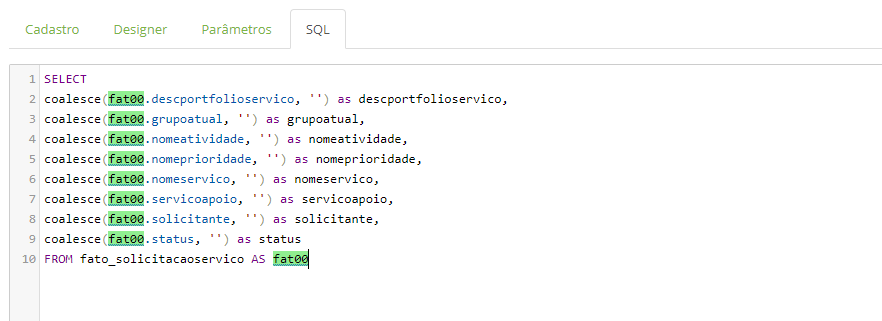 Cadastro Designer Parâmetros SQL
1 SELECT
2 coalesce(fat00.descportfolioservico, '') as descportfolioservico,
3 coalesce(fat00.grupoatual, '') as grupoatual,
4 coalesce(fat00.nomeatividade, '') as nomeatividade,
5 coalesce(fat00.nomeprioridade, '') as nomeprioridade,
6 coalesce(fat00.nomeservico, '') as nomeservico,
7 coalesce(fat00.servicoapoio, '') as servicoapoio,
8 coalesce(fat00.solicitante, '') as solicitante,
9 coalesce(fat00.status, '') as status
10 FROM fato_solicitacaoservico AS fat00